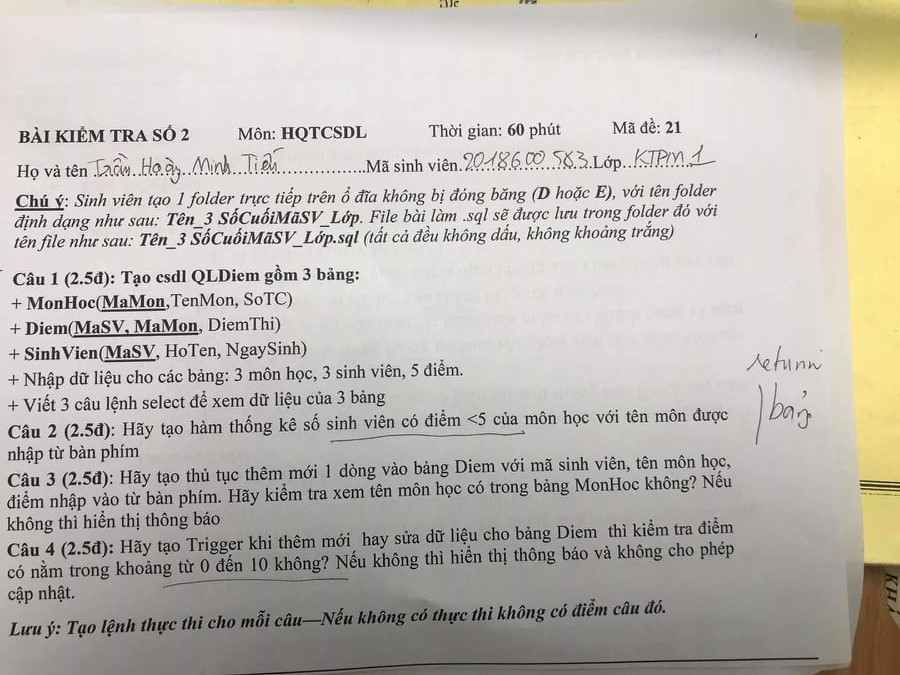 BÀI KIỂM TRA SỐ 2 Môn: HQTCSDL Thời gian: 60 phút Mã đề: 21
Họ và tên Trần Hoàng Minh Tiến Mã sinh viên 2018600583 Lớp KTPM1
Chú ý: Sinh viên tạo 1 folder trực tiếp trên ổ đĩa không bị đóng băng (D hoặc E), với tên folder
định dạng như sau: Tên_3 SốCuốiMãSV_Lớp. File bài làm .sql sẽ được lưu trong folder đó với
tên file như sau: Tên_3 SốCuốiMãSV_Lớp.sql (tất cả đều không dấu, không khoảng trắng)
Câu 1 (2.5đ): Tạo csdl QLDiem gồm 3 bảng:
+ MonHoc(MaMon,TenMon, SoTC)
+ Diem(MaSV, MaMon, DiemThi)
+ SinhVien(MaSV, HoTen, NgaySinh)
+ Nhập dữ liệu cho các bảng: 3 môn học, 3 sinh viên, 5 điểm.
+ Viết 3 câu lệnh select để xem dữ liệu của 3 bảng
Câu 2 (2.5đ): Hãy tạo hàm thống kê số sinh viên có điểm <5 của môn học với tên môn được
nhập từ bàn phím
Câu 3 (2.5đ): Hãy tạo thủ tục thêm mới 1 dòng vào bảng Diem với mã sinh viên, tên môn học,
điểm nhập vào từ bàn phím. Hãy kiểm tra xem tên môn học có trong bảng MonHoc không? Nếu
không thì hiển thị thông báo
Câu 4 (2.5đ): Hãy tạo Trigger khi thêm mới hay sửa dữ liệu cho bảng Diem thì kiểm tra điểm
có nằm trong khoảng từ 0 đến 10 không? Nếu không thì hiển thị thông báo và không cho phép
cập nhật.
Lưu ý: Tạo lệnh thực thi cho mỗi câu—Nếu không có thực thi không có điểm câu đó.
returni
bảng